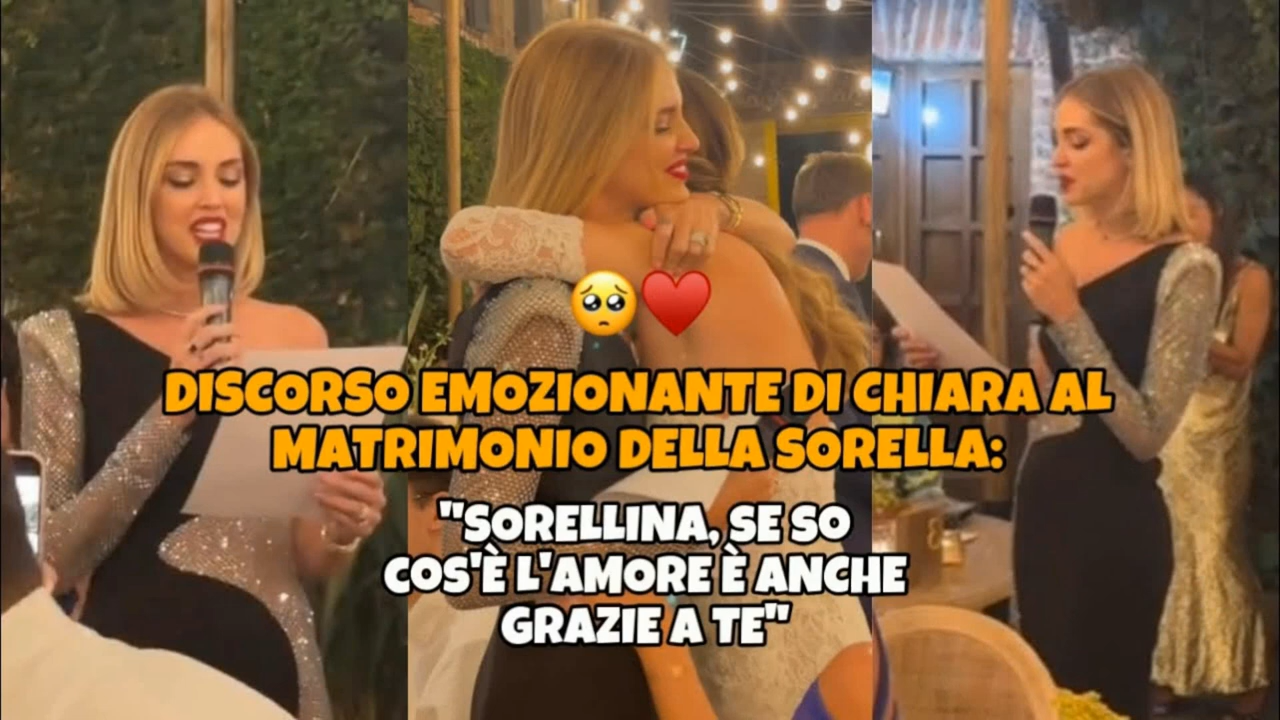 DISCORSO EMOZIONANTE DI CHIARA AL
MATRIMONIO DELLA SORELLA:
"SORELLINA, SE SO
COS'È L'AMORE È ANCHE
GRAZIE A TE"